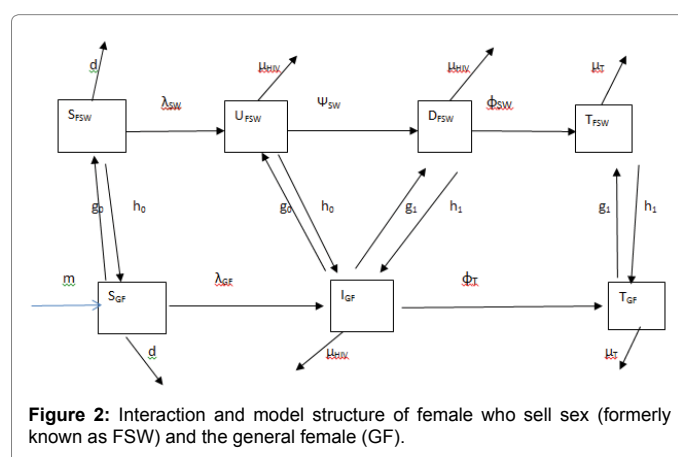 d
μHIV
μHIV
μT
λSW
ΨSW
ϕSW
SFSW
UFSW
DFSW
TFSW
g0
h0
g0
h0
g1
h1
g1
h1
m
λGF
ϕT
SGF
IGF
TGF
d
μHIV
μT
Figure 2: Interaction and model structure of female who sell sex (formerly
known as FSW) and the general female (GF).